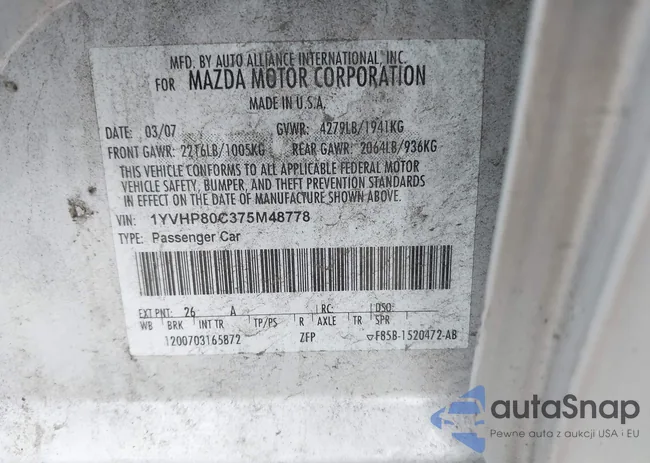 MFD. BY AUTO ALLIANCE INTERNATIONAL, INC.
FOR MAZDA MOTOR CORPORATION
MADE IN U.S.A.
DATE: 03/07 GVWR: 4279LB/1941KG
FRONT GAWR: 2216LB/1005KG REAR GAWR: 2064LB/936KG
THIS VEHICLE CONFORMS TO ALL APPLICABLE FEDERAL MOTOR
VEHICLE SAFETY, BUMPER, AND THEFT PREVENTION STANDARDS
IN EFFECT ON THE DATE OF MANUFACTURE SHOWN ABOVE.
VIN: 1YVHP80C375M48778
TYPE: Passenger Car
EXT PNT: 26 A RC: DSO:
WB BRK INT TR TP/PS R AXLE TR SPR
1200703165872 ZFP ▽F85B-1520472-AB
autaSnap
Pewne auta z aukcji USA i EU